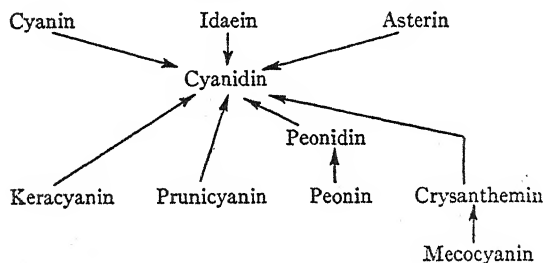 Cyanin Idaein Asterin
Cyanidin
Peonidin
Keracyanin Prunicyanin Peonin Crysanthemin
Mecocyanin